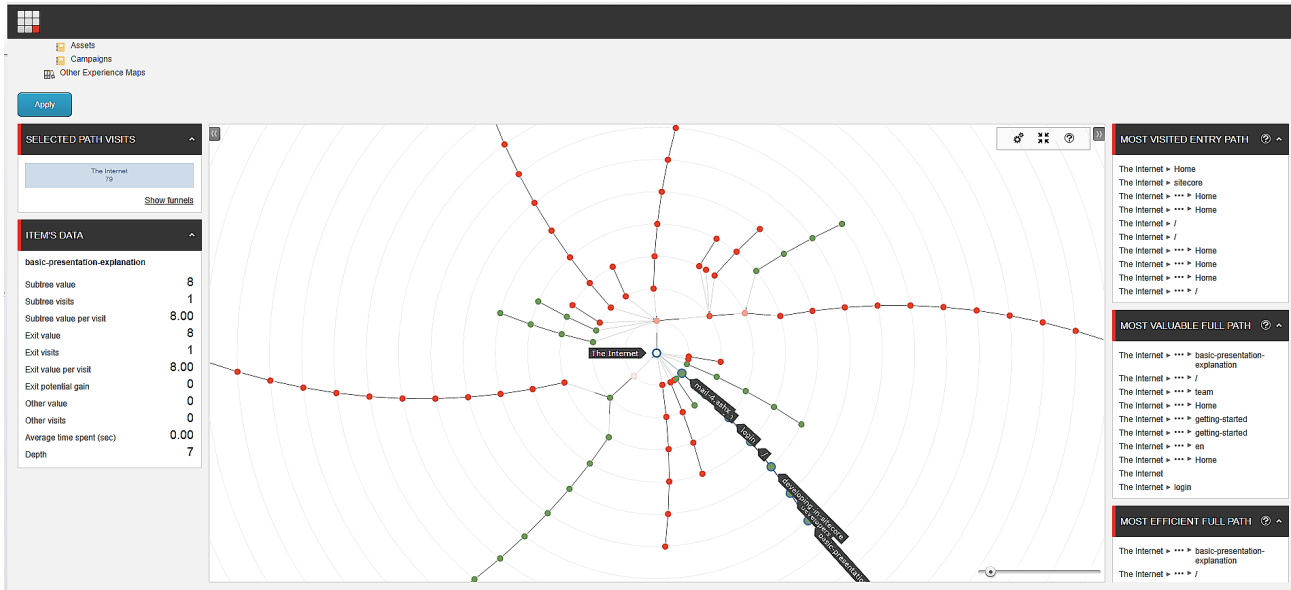 Assets
Campaigns
Other Experience Maps
Apply
SELECTED PATH VISITS
The Internet
79
Show funnels
ITEM'S DATA
basic-presentation-explanation
Subtree value 8
Subtree visits 1
Subtree value per visit 8.00
Exit value 8
Exit visits 1
Exit value per visit 8.00
Exit potential gain 0
Other value 0
Other visits 0
Average time spent (sec) 0.00
Depth 7
The Internet
mail-4.ashx
login
/
developing-in-sitecore
developers
basic-presentatio
MOST VISITED ENTRY PATH
The Internet ▸ Home
The Internet ▸ sitecore
The Internet ▸ ••• ▸ Home
The Internet ▸ ••• ▸ Home
The Internet ▸ /
The Internet ▸ /
The Internet ▸ ••• ▸ Home
The Internet ▸ ••• ▸ Home
The Internet ▸ ••• ▸ Home
The Internet ▸ ••• ▸ /
MOST VALUABLE FULL PATH
The Internet ▸ ••• ▸ basic-presentation-
explanation
The Internet ▸ ••• ▸ /
The Internet ▸ ••• ▸ team
The Internet ▸ ••• ▸ Home
The Internet ▸ ••• ▸ getting-started
The Internet ▸ ••• ▸ getting-started
The Internet ▸ ••• ▸ en
The Internet ▸ ••• ▸ Home
The Internet
The Internet ▸ login
MOST EFFICIENT FULL PATH
The Internet ▸ ••• ▸ basic-presentation-
explanation
The Internet ▸ ••• ▸ /